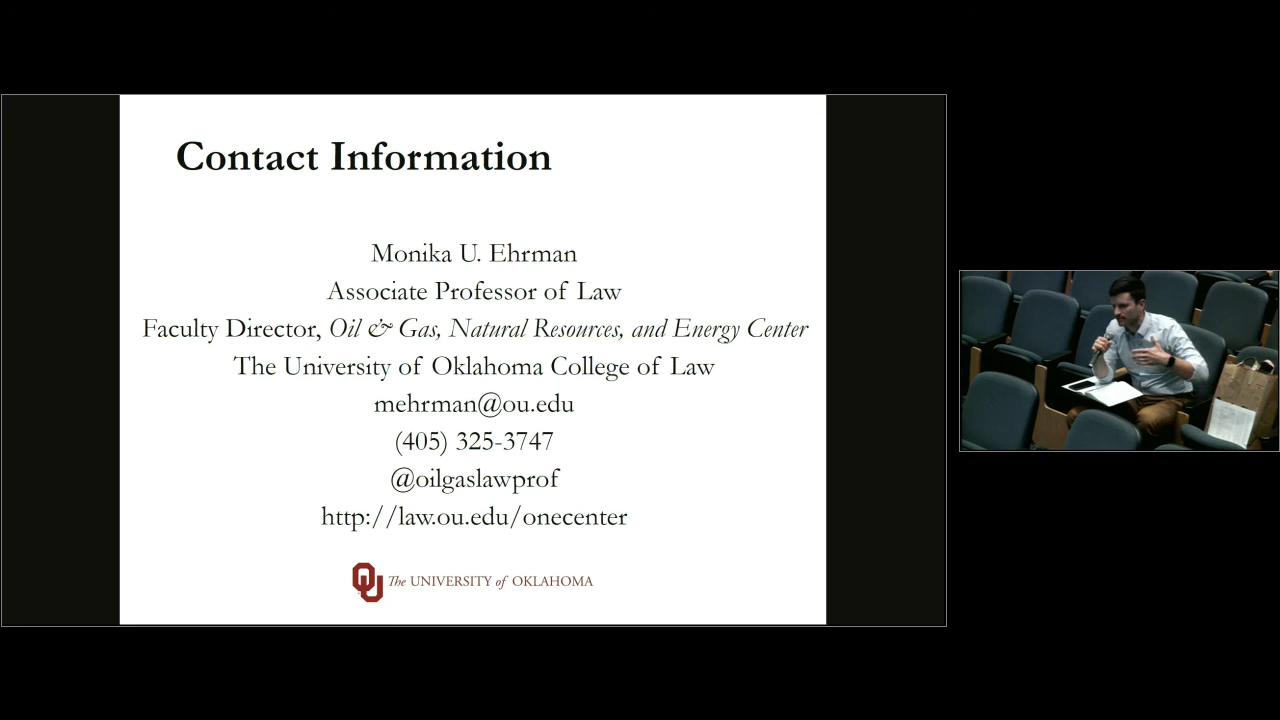 Contact Information
Monika U. Ehrman
Associate Professor of Law
Faculty Director, Oil & Gas, Natural Resources, and Energy Center
The University of Oklahoma College of Law
mehrman@ou.edu
(405) 325-3747
@oilgaslawprof
http://law.ou.edu/onecenter
The UNIVERSITY of OKLAHOMA